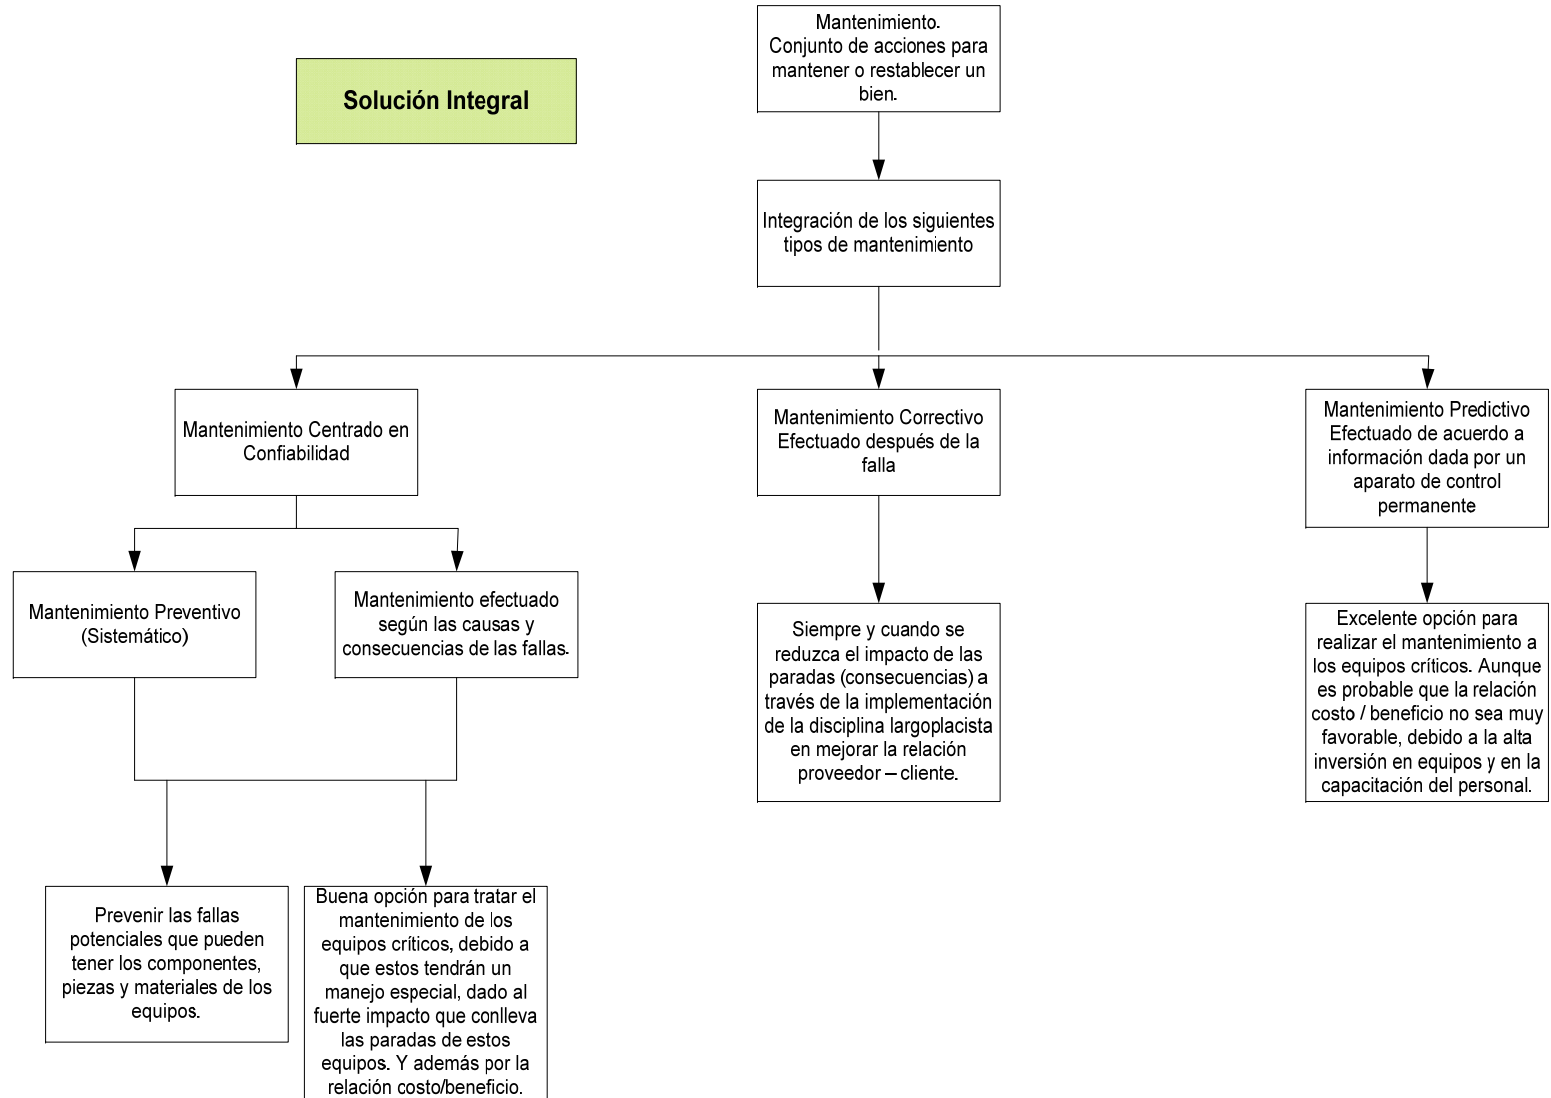 Mantenimiento.
Conjunto de acciones para
mantener o restablecer un
bien.
Solución Integral
Integración de los siguientes
tipos de mantenimiento
Mantenimiento Centrado en
Confiabilidad
Mantenimiento Correctivo
Efectuado después de la
falla
Mantenimiento Predictivo
Efectuado de acuerdo a
información dada por un
aparato de control
permanente
Mantenimiento Preventivo
(Sistemático)
Mantenimiento efectuado
según las causas y
consecuencias de las fallas.
Siempre y cuando se
reduzca el impacto de las
paradas (consecuencias) a
través de la implementación
de la disciplina largoplacista
en mejorar la relación
proveedor – cliente.
Excelente opción para
realizar el mantenimiento a
los equipos críticos. Aunque
es probable que la relación
costo / beneficio no sea muy
favorable, debido a la alta
inversión en equipos y en la
capacitación del personal.
Prevenir las fallas
potenciales que pueden
tener los componentes,
piezas y materiales de los
equipos.
Buena opción para tratar el
mantenimiento de los
equipos críticos, debido a
que estos tendrán un
manejo especial, dado al
fuerte impacto que conlleva
las paradas de estos
equipos. Y además por la
relación costo/beneficio.